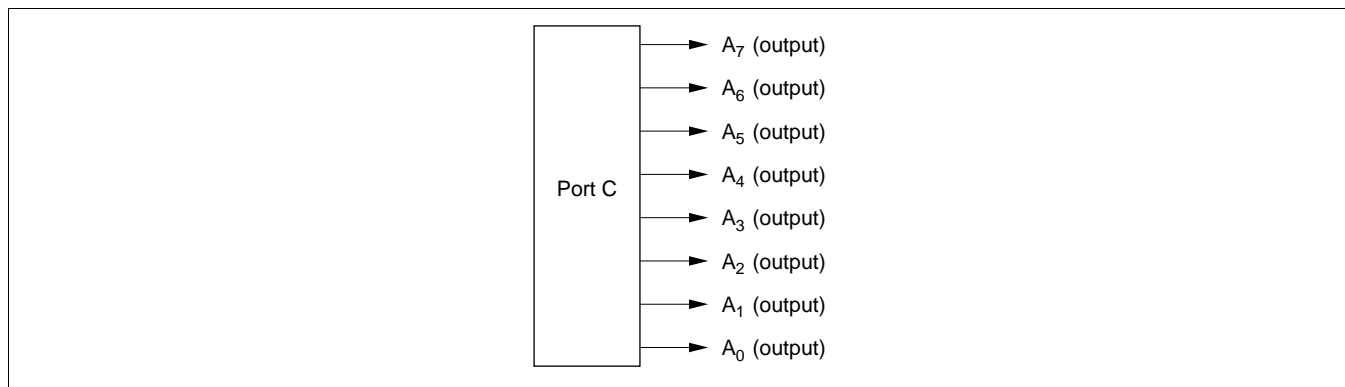 A7 (output)
A6 (output)
A5 (output)
A4 (output)
Port C
A3 (output)
A2 (output)
A1 (output)
A0 (output)